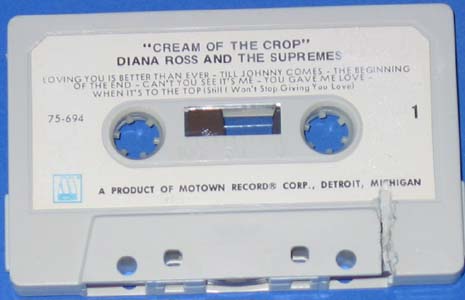 "CREAM OF THE CROP"
DIANA ROSS AND THE SUPREMES
LOVING YOU IS BETTER THAN EVER - TILL JOHNNY COMES - THE BEGINNING
OF THE END - CAN'T YOU SEE IT'S ME - YOU GAVE ME LOVE -
WHEN IT'S TO THE TOP (Still I Won't Stop Giving You Love)
75-694
1
A PRODUCT OF MOTOWN RECORD® CORP., DETROIT, MICHIGAN